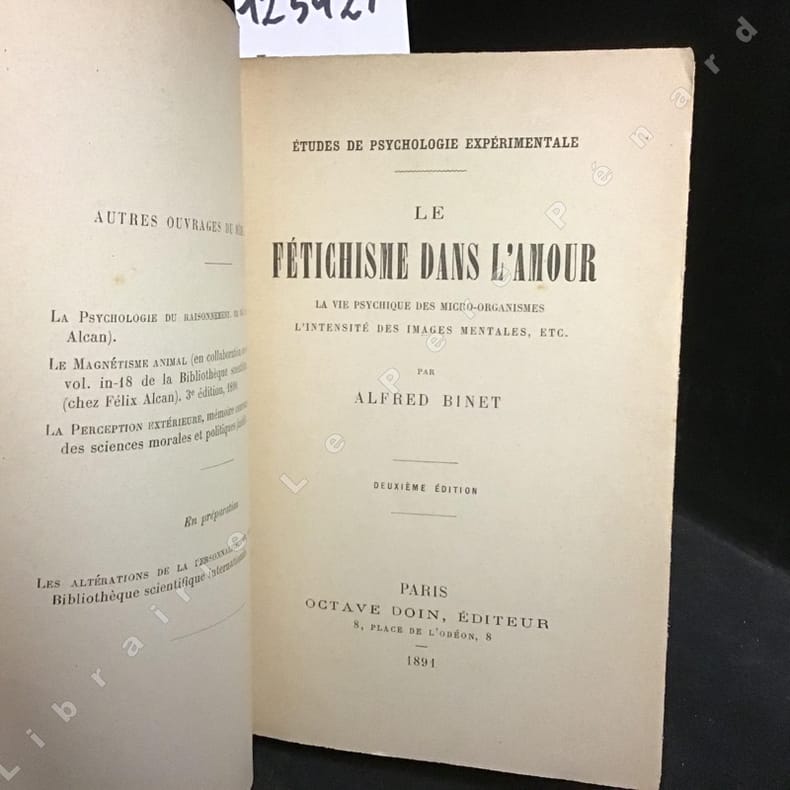 125927
AUTRES OUVRAGES DU
LA PSYCHOLOGIE DU RAISONNEMENT.
Alcan).
LE MAGNÉTISME ANIMAL (en collaboration
vol. in-18 de la Bibliothèque
(chez Félix Alcan). 3e édition, 1890.
LA PERCEPTION EXTÉRIEURE, mémoire
des sciences morales et politiques
En préparation
LES ALTÉRATIONS DE LA
Bibliothèque scientifique
ÉTUDES DE PSYCHOLOGIE EXPÉRIMENTALE
LE
FÉTICHISME DANS L'AMOUR
LA VIE PSYCHIQUE DES MICRO-ORGANISMES
L'INTENSITÉ DES IMAGES MENTALES, ETC.
PAR
ALFRED BINET
DEUXIÈME ÉDITION
PARIS
OCTAVE DOIN, ÉDITEUR
8, PLACE DE L'ODÉON, 8
1891
Librairie Le Père Pénard